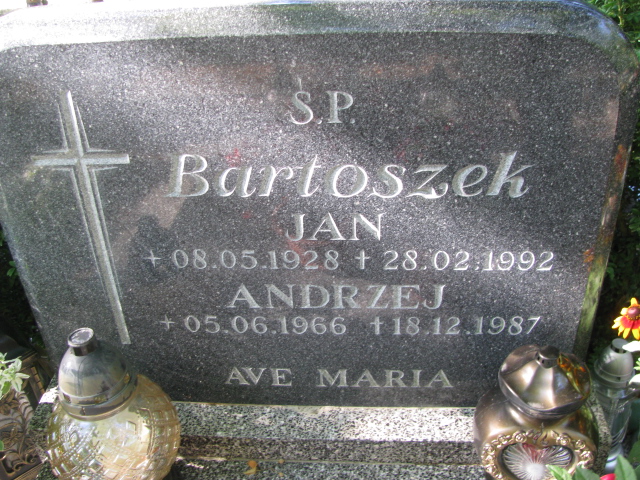 Ś.P.
Bartoszek
JAN
+ 08.05.1928 + 28.02.1992
ANDRZEJ
+ 05.06.1966 + 18.12.1987
AVE MARIA